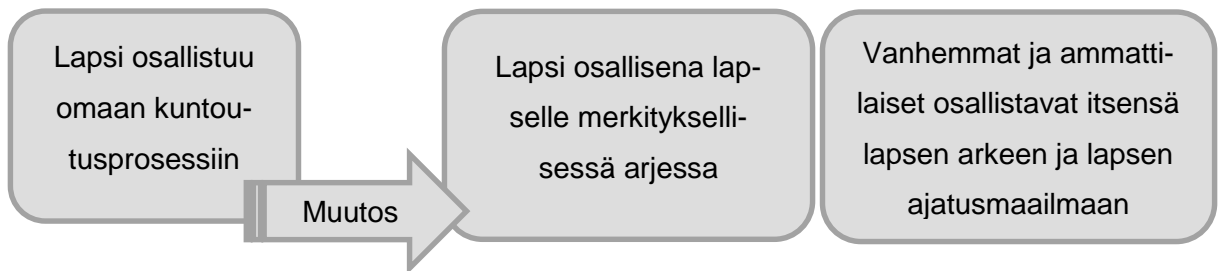 Lapsi osallistuu
omaan kuntou-
tusprosessiin
Muutos
Lapsi osallisena lap-
selle merkitykselli-
sessä arjessa
Vanhemmat ja ammatti-
laiset osallistavat itsensä
lapsen arkeen ja lapsen
ajatusmaailmaan